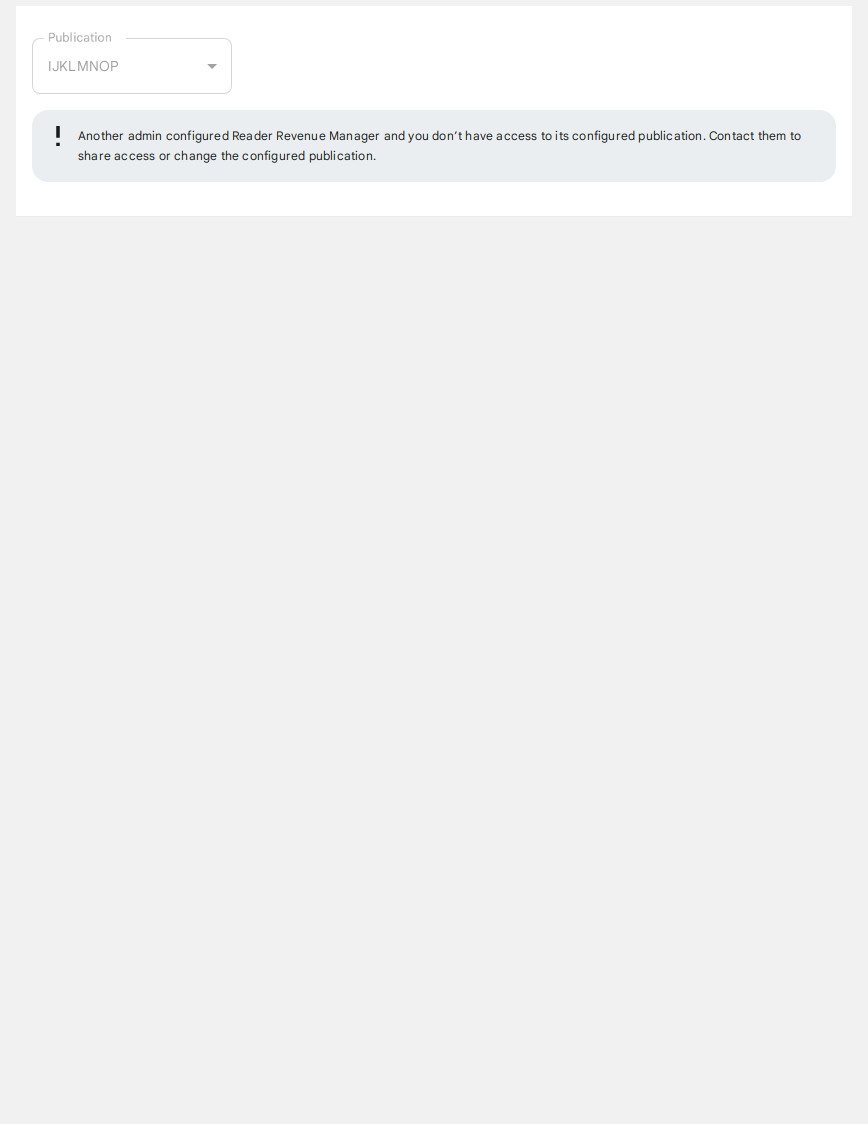 Publication
IJKLMNOP
! Another admin configured Reader Revenue Manager and you don’t have access to its configured publication. Contact them to
share access or change the configured publication.